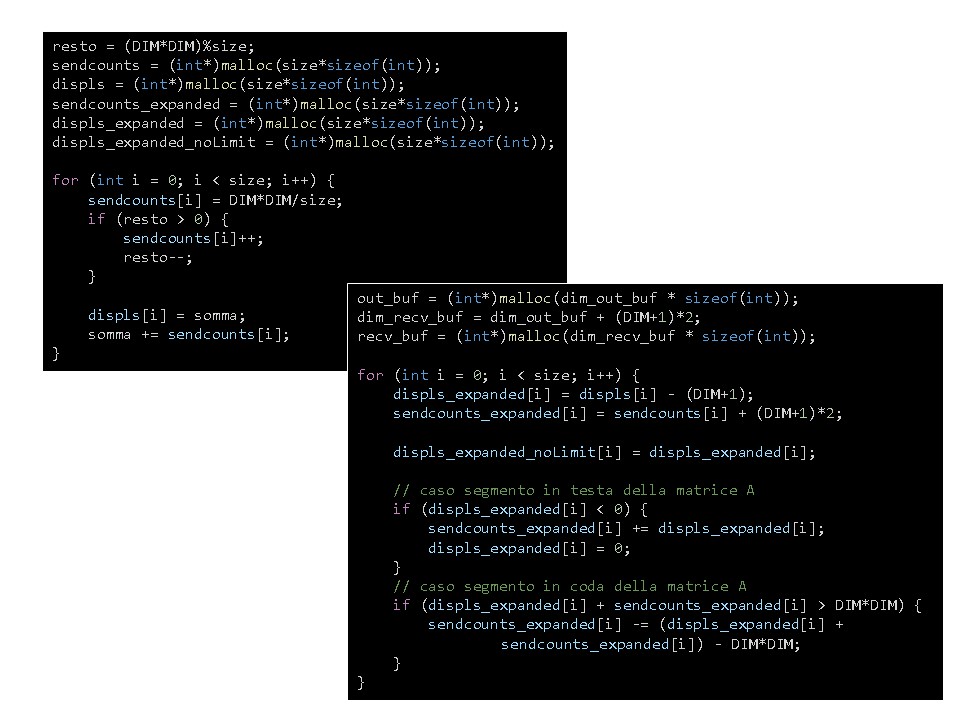 resto = (DIM*DIM)%size;
sendcounts = (int*)malloc(size*sizeof(int));
displs = (int*)malloc(size*sizeof(int));
sendcounts_expanded = (int*)malloc(size*sizeof(int));
displs_expanded = (int*)malloc(size*sizeof(int));
displs_expanded_noLimit = (int*)malloc(size*sizeof(int));

for (int i = 0; i < size; i++) {
    sendcounts[i] = DIM*DIM/size;
    if (resto > 0) {
        sendcounts[i]++;
        resto--;
    }

    displs[i] = somma;
    somma += sendcounts[i];
}

out_buf = (int*)malloc(dim_out_buf * sizeof(int));
dim_recv_buf = dim_out_buf + (DIM+1)*2;
recv_buf = (int*)malloc(dim_recv_buf * sizeof(int));

for (int i = 0; i < size; i++) {
    displs_expanded[i] = displs[i] - (DIM+1);
    sendcounts_expanded[i] = sendcounts[i] + (DIM+1)*2;

    displs_expanded_noLimit[i] = displs_expanded[i];

    // caso segmento in testa della matrice A
    if (displs_expanded[i] < 0) {
        sendcounts_expanded[i] += displs_expanded[i];
        displs_expanded[i] = 0;
    }
    // caso segmento in coda della matrice A
    if (displs_expanded[i] + sendcounts_expanded[i] > DIM*DIM) {
        sendcounts_expanded[i] -= (displs_expanded[i] +
                sendcounts_expanded[i]) - DIM*DIM;
    }
}